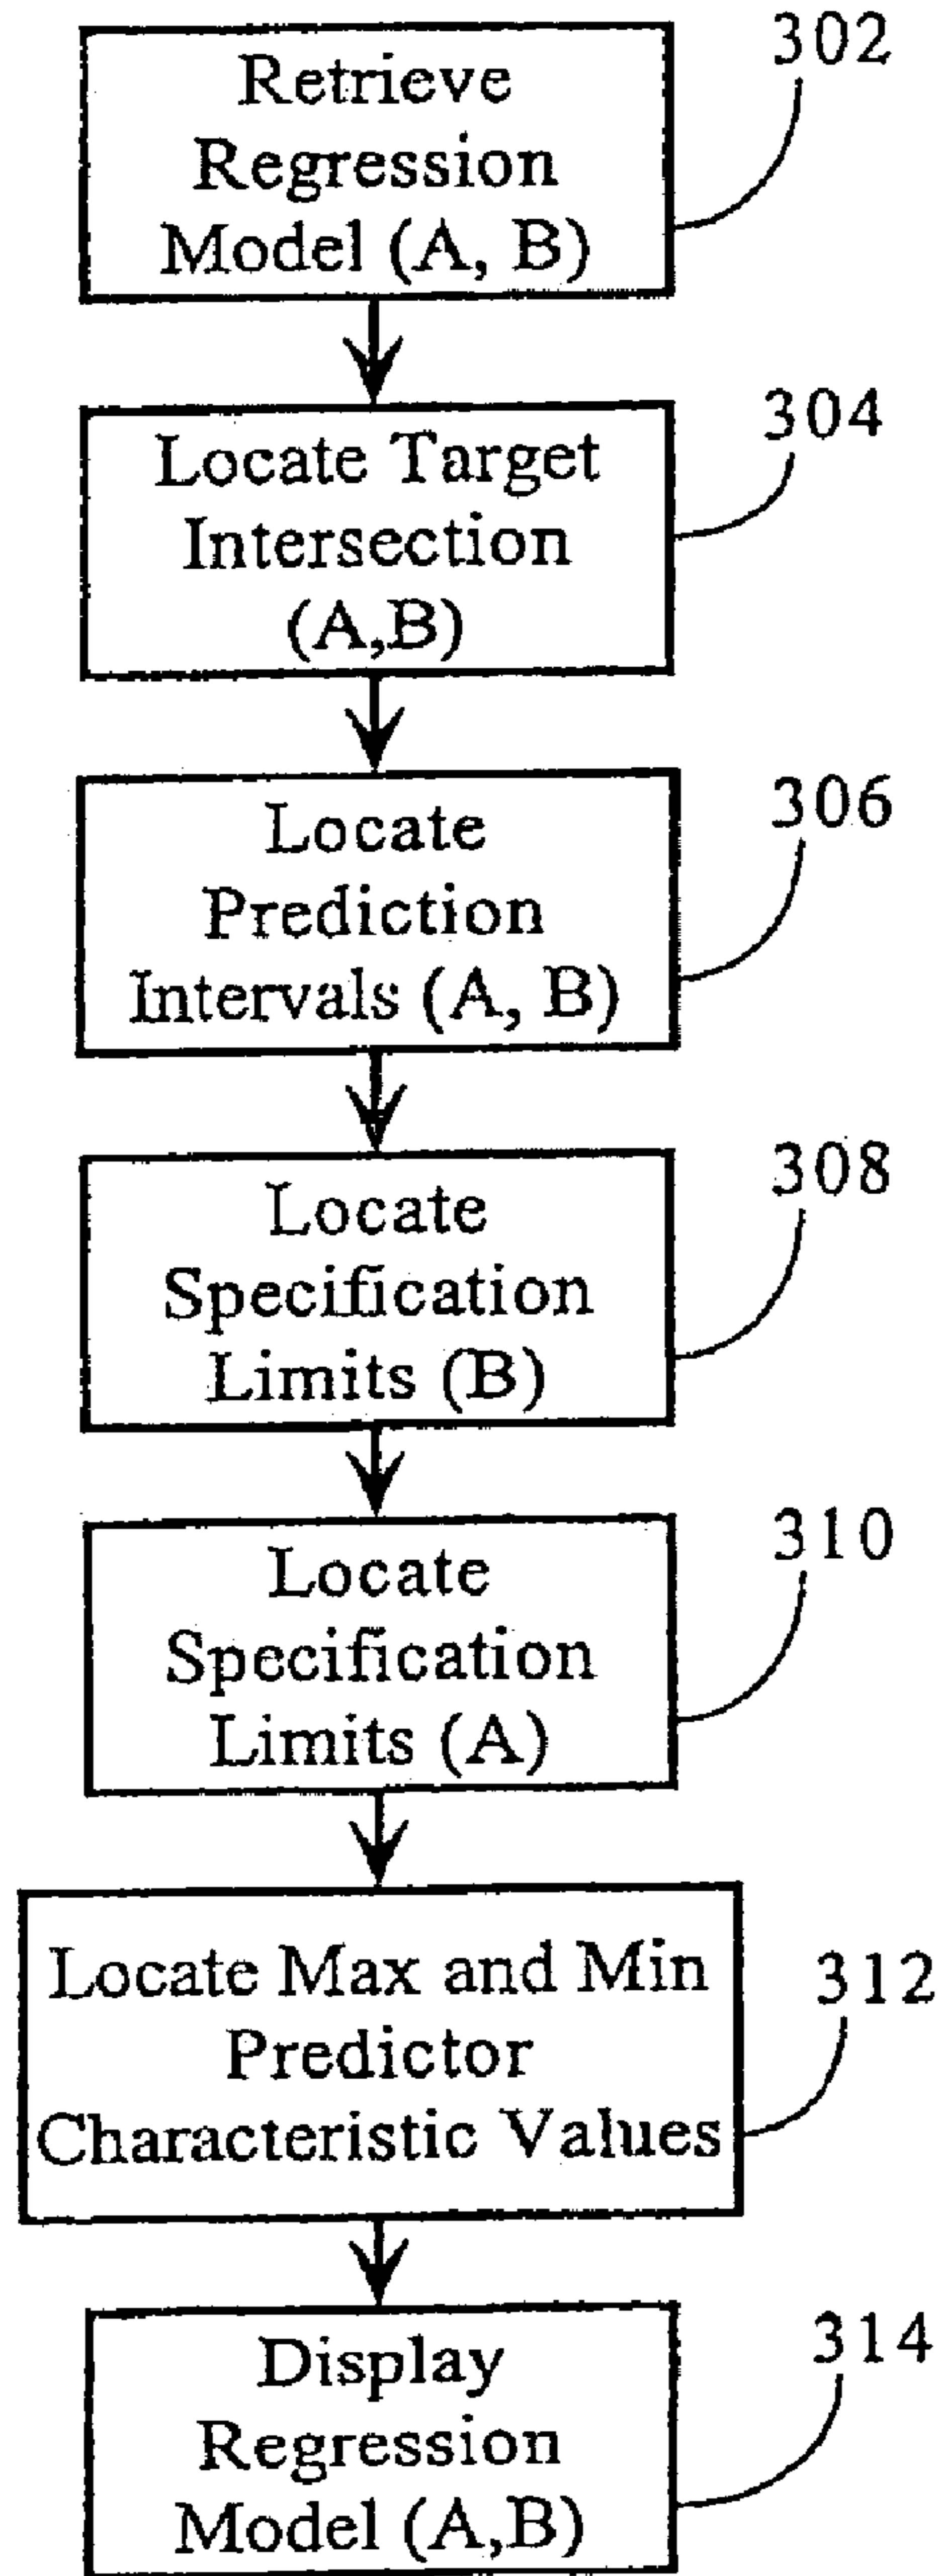 302
Retrieve
Regression
Model (A, B)
304
Locate Target
Intersection
(A,B)
306
Locate
Prediction
Intervals (A, B)
308
Locate
Specification
Limits (B)
310
Locate
Specification
Limits (A)
312
Locate Max and Min
Predictor
Characteristic Values
314
Display
Regression
Model (A,B)